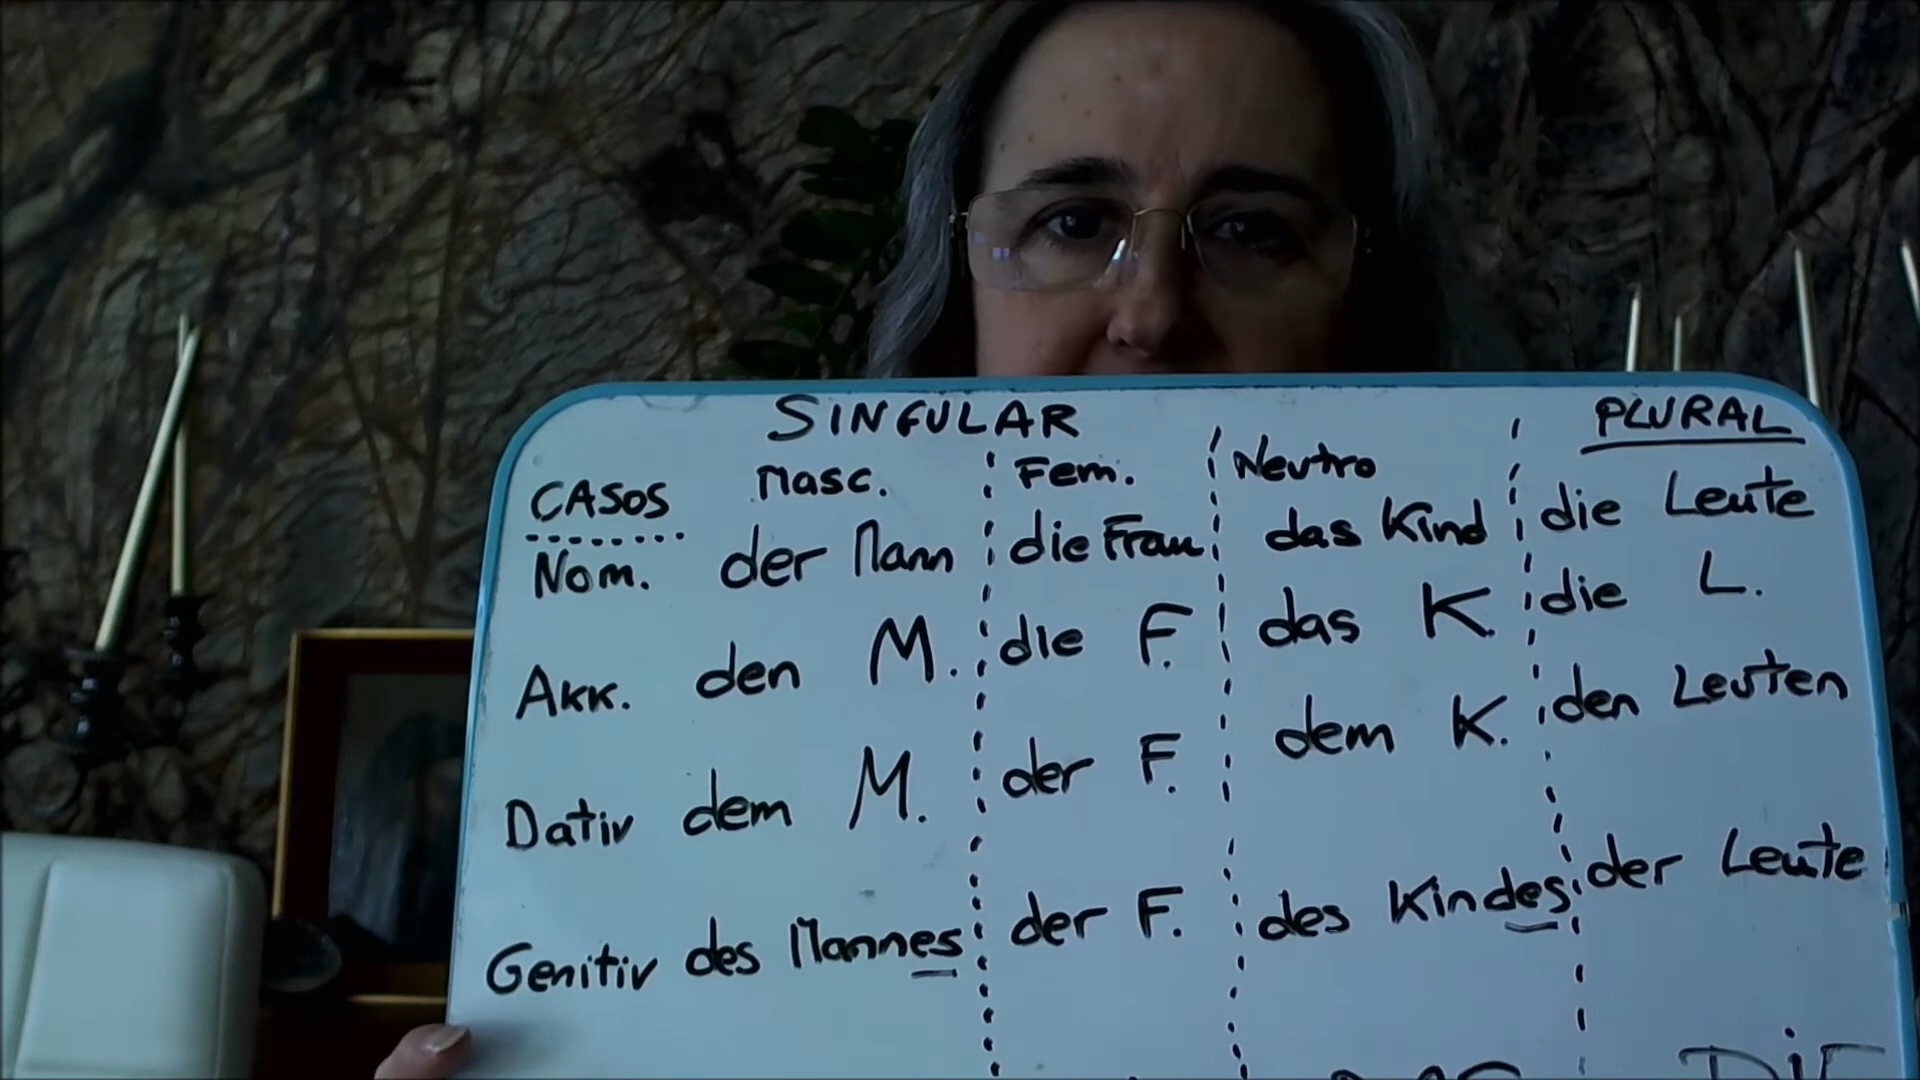 SINGULAR PLURAL
CASOS Masc. Fem. Neutro
Nom. der Mann die Frau das Kind die Leute
Akk. den M. die F. das K. die L.
Dativ dem M. der F. dem K. den Leuten
Genitiv des Mannes der F. des Kindes der Leute
DIE